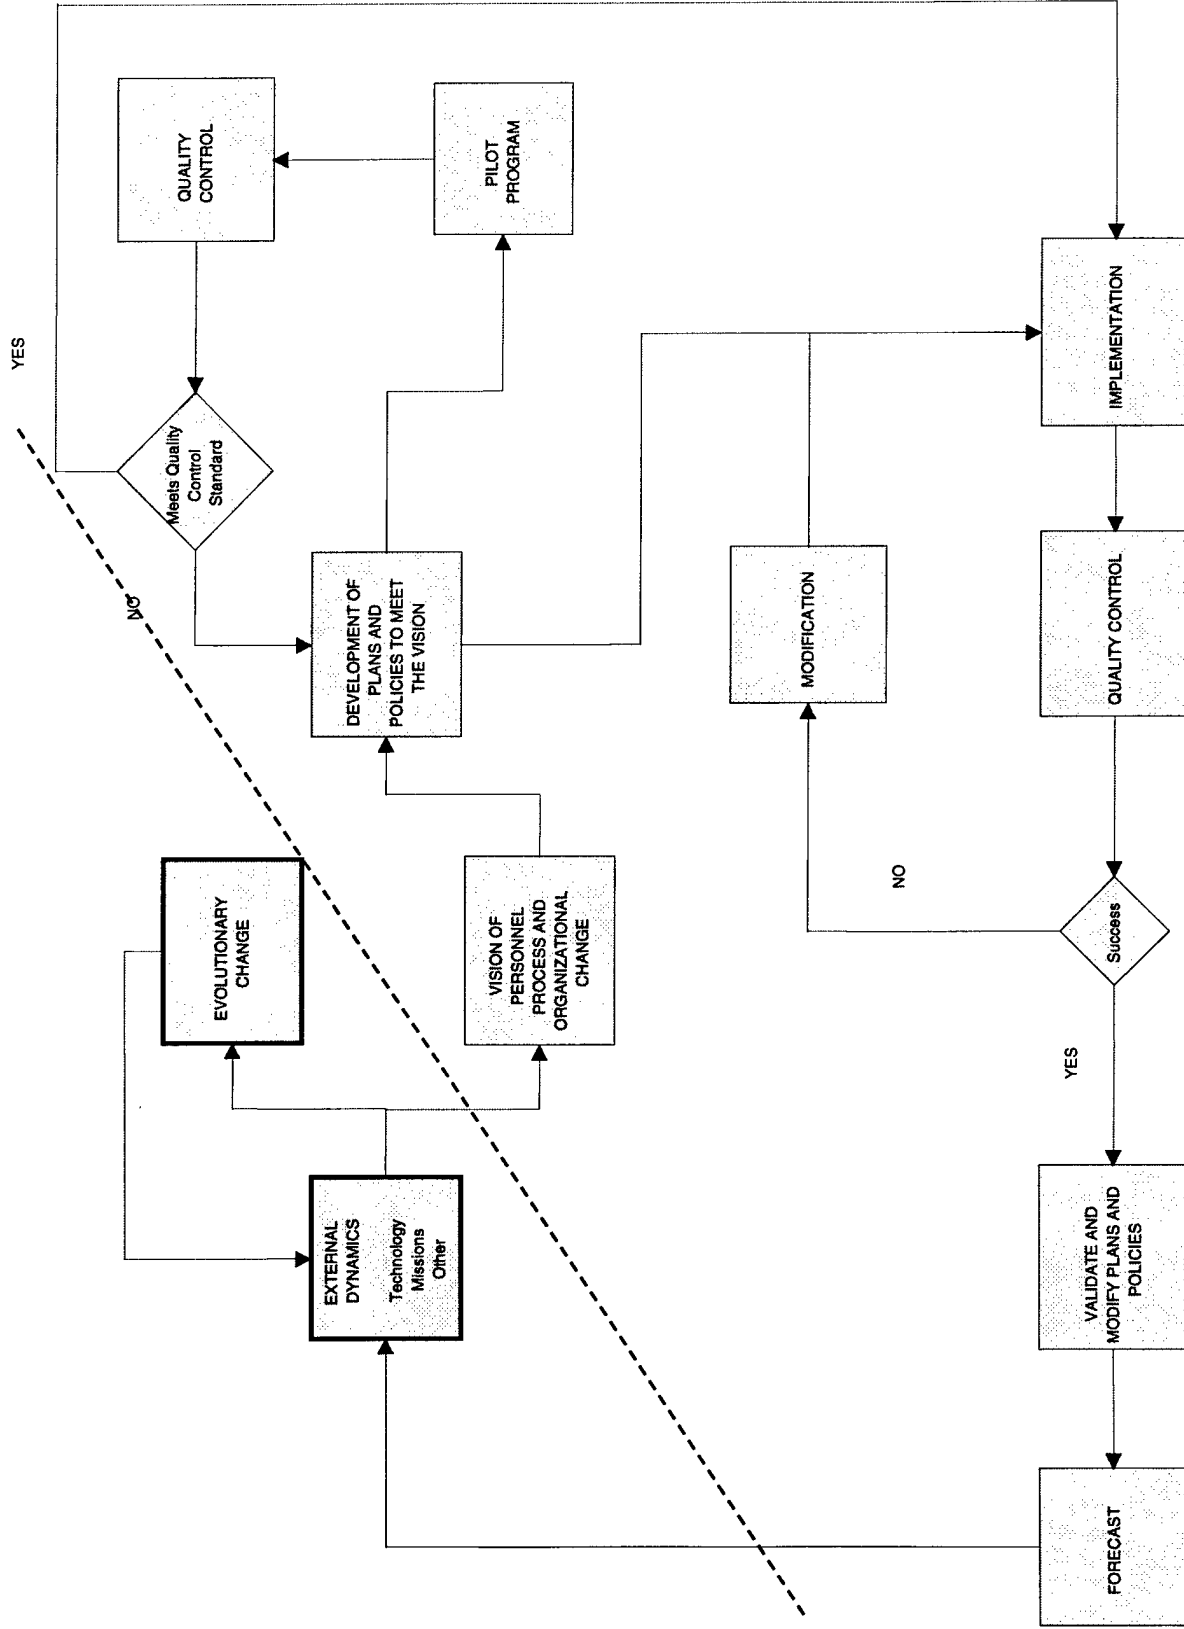 YES
QUALITY
CONTROL
PILOT
PROGRAM
Meets Quality
Control
Standard
NO
DEVELOPMENT OF
PLANS AND
POLICIES TO MEET
THE VISION
EVOLUTIONARY
CHANGE
VISION OF
PERSONNEL
PROCESS AND
ORGANIZATIONAL
CHANGE
EXTERNAL
DYNAMICS
Technology
Missions
Other
MODIFICATION
IMPLEMENTATION
QUALITY CONTROL
NO
Success
YES
VALIDATE AND
MODIFY PLANS AND
POLICIES
FORECAST